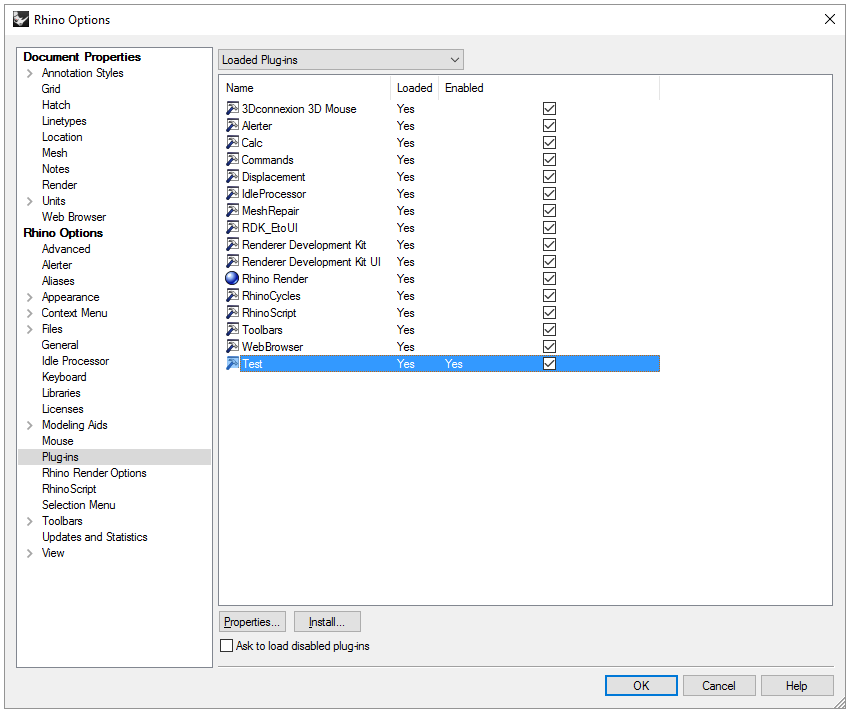 Rhino Options
Document Properties
Annotation Styles
Grid
Hatch
Linetypes
Location
Mesh
Notes
Render
Units
Web Browser
Rhino Options
Advanced
Alerter
Aliases
Appearance
Context Menu
Files
General
Idle Processor
Keyboard
Libraries
Licenses
Modeling Aids
Mouse
Plug-ins
Rhino Render Options
RhinoScript
Selection Menu
Toolbars
Updates and Statistics
View
Loaded Plug-ins
Name Loaded Enabled
3Dconnexion 3D Mouse Yes
Alerter Yes
Calc Yes
Commands Yes
Displacement Yes
IdleProcessor Yes
MeshRepair Yes
RDK_EtoUI Yes
Renderer Development Kit Yes
Renderer Development Kit UI Yes
Rhino Render Yes
RhinoCycles Yes
RhinoScript Yes
Toolbars Yes
WebBrowser Yes
Test Yes Yes
Properties... Install...
Ask to load disabled plug-ins
OK Cancel Help